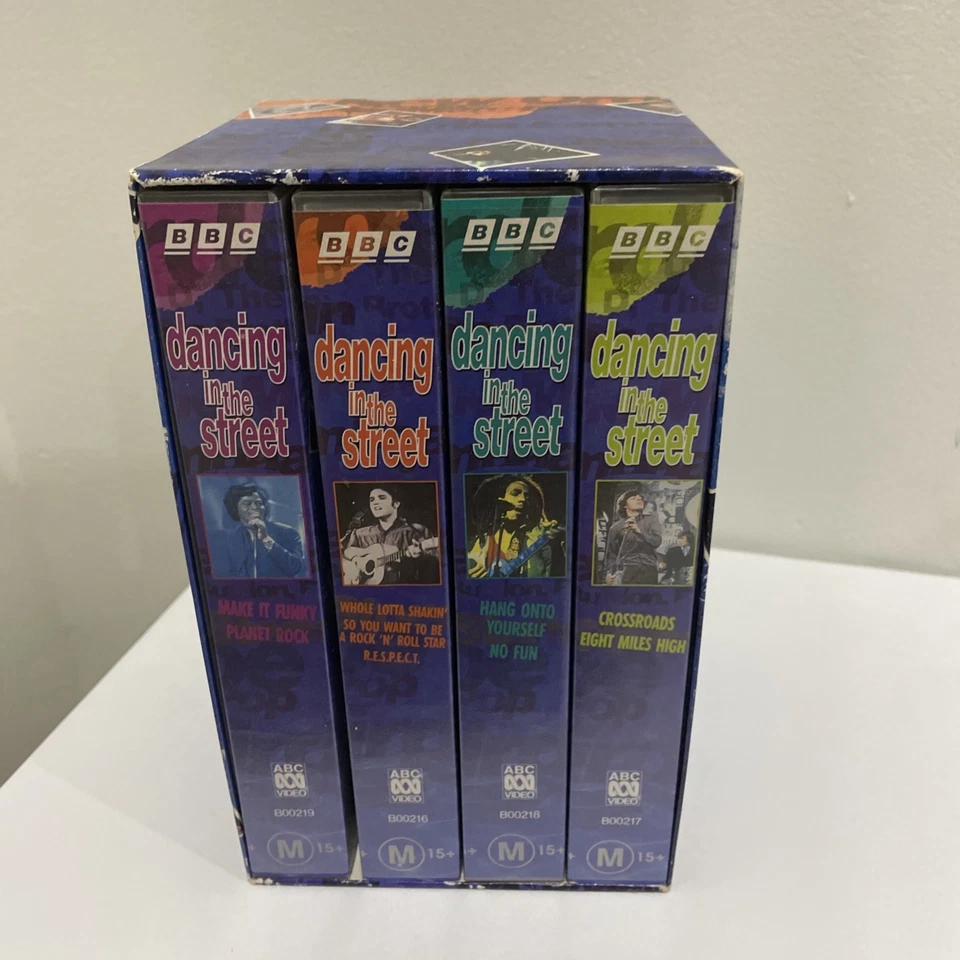 BBC
dancing
in the
street
MAKE IT FUNKY
PLANET ROCK
ABC
VIDEO
B00219
M 15+
BBC
dancing
in the
street
WHOLE LOTTA SHAKIN'
SO YOU WANT TO BE
A ROCK 'N' ROLL STAR
R.E.S.P.E.C.T.
ABC
VIDEO
B00216
M 15+
BBC
dancing
in the
street
HANG ONTO
YOURSELF
NO FUN
ABC
VIDEO
B00218
M 15+
BBC
dancing
in the
street
CROSSROADS
EIGHT MILES HIGH
ABC
VIDEO
B00217
M 15+